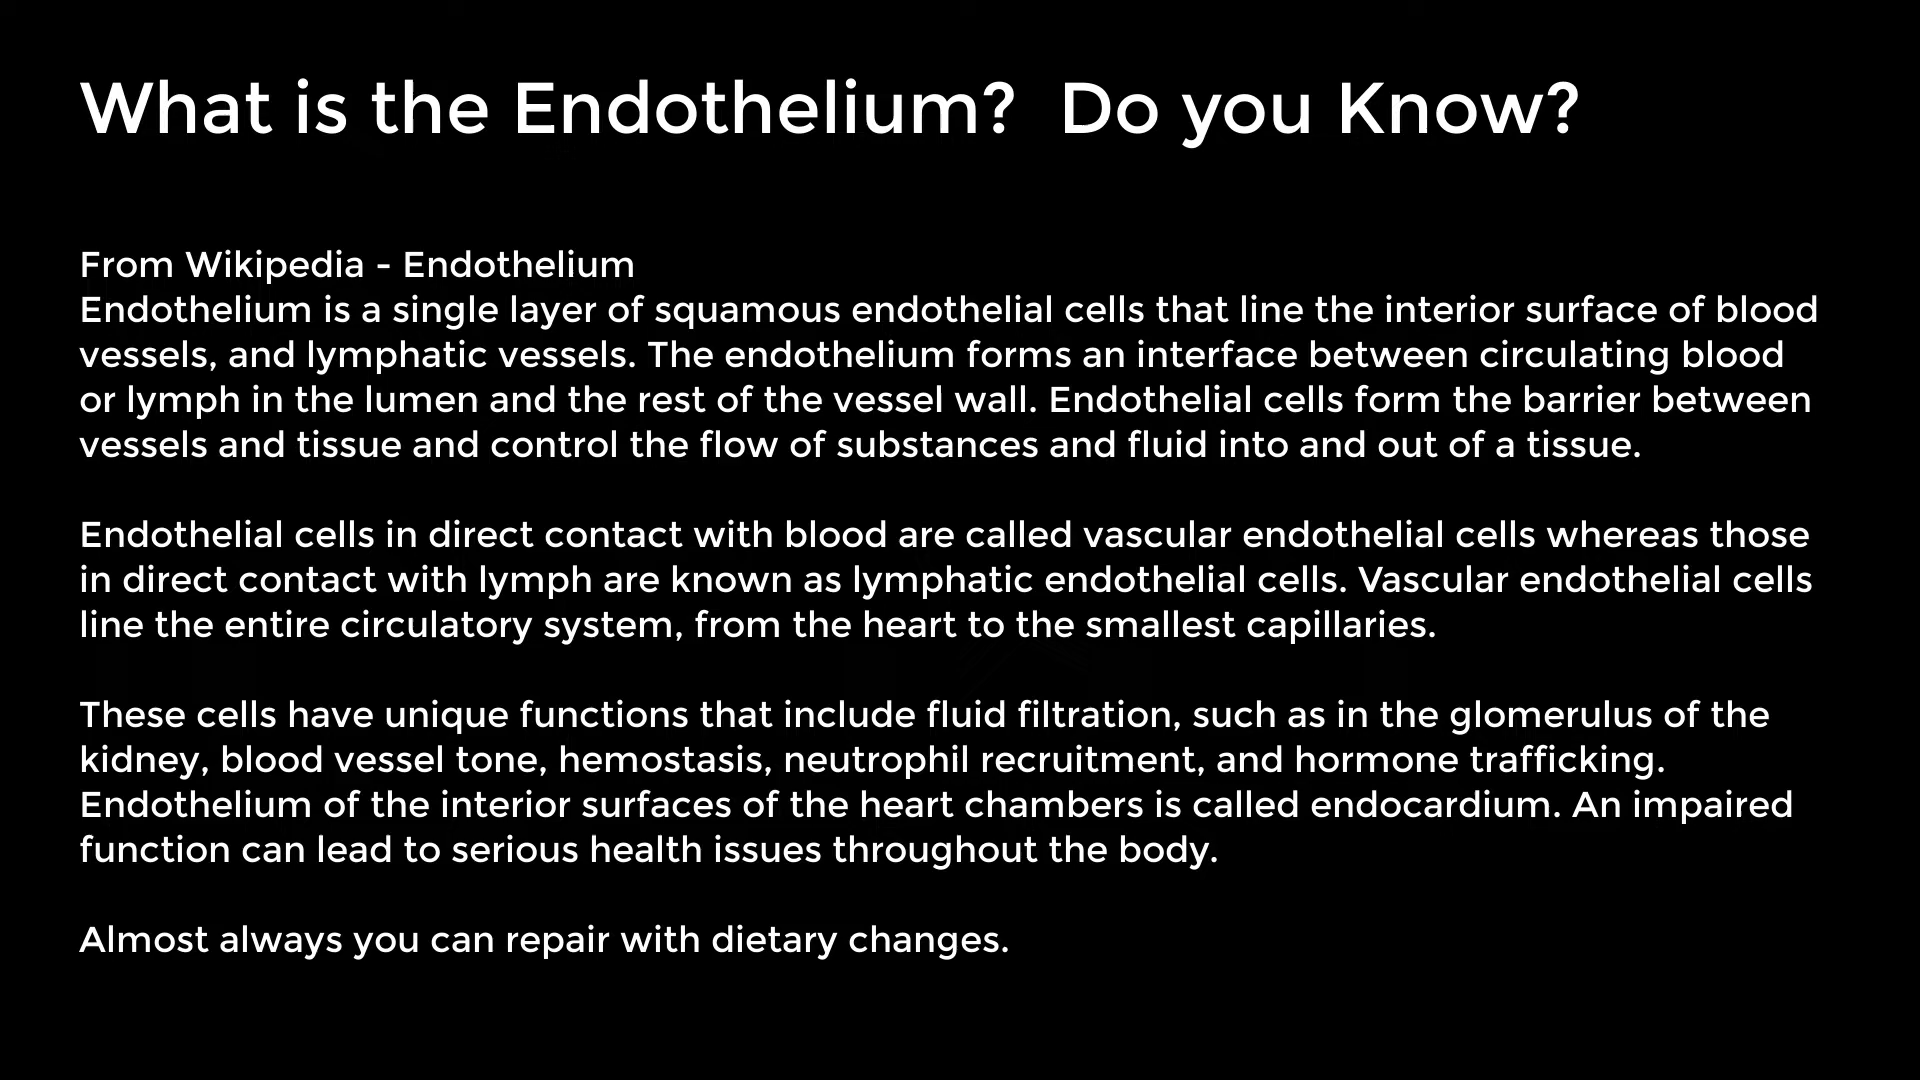 What is the Endothelium?  Do you Know?
From Wikipedia - Endothelium
Endothelium is a single layer of squamous endothelial cells that line the interior surface of blood
vessels, and lymphatic vessels. The endothelium forms an interface between circulating blood
or lymph in the lumen and the rest of the vessel wall. Endothelial cells form the barrier between
vessels and tissue and control the flow of substances and fluid into and out of a tissue.
Endothelial cells in direct contact with blood are called vascular endothelial cells whereas those
in direct contact with lymph are known as lymphatic endothelial cells. Vascular endothelial cells
line the entire circulatory system, from the heart to the smallest capillaries.
These cells have unique functions that include fluid filtration, such as in the glomerulus of the
kidney, blood vessel tone, hemostasis, neutrophil recruitment, and hormone trafficking.
Endothelium of the interior surfaces of the heart chambers is called endocardium. An impaired
function can lead to serious health issues throughout the body.
Almost always you can repair with dietary changes.